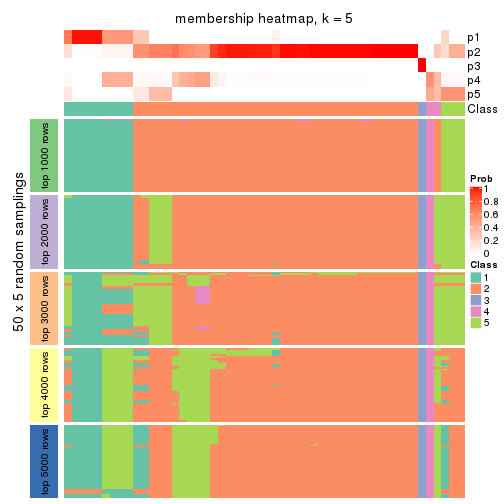 membership heatmap, k = 5
p1
p2
p3
p4
p5
Class
50 x 5 random samplings
top 1000 rows
top 2000 rows
top 3000 rows
top 4000 rows
top 5000 rows
Prob
1
0.8
0.6
0.4
0.2
0
Class
1
2
3
4
5